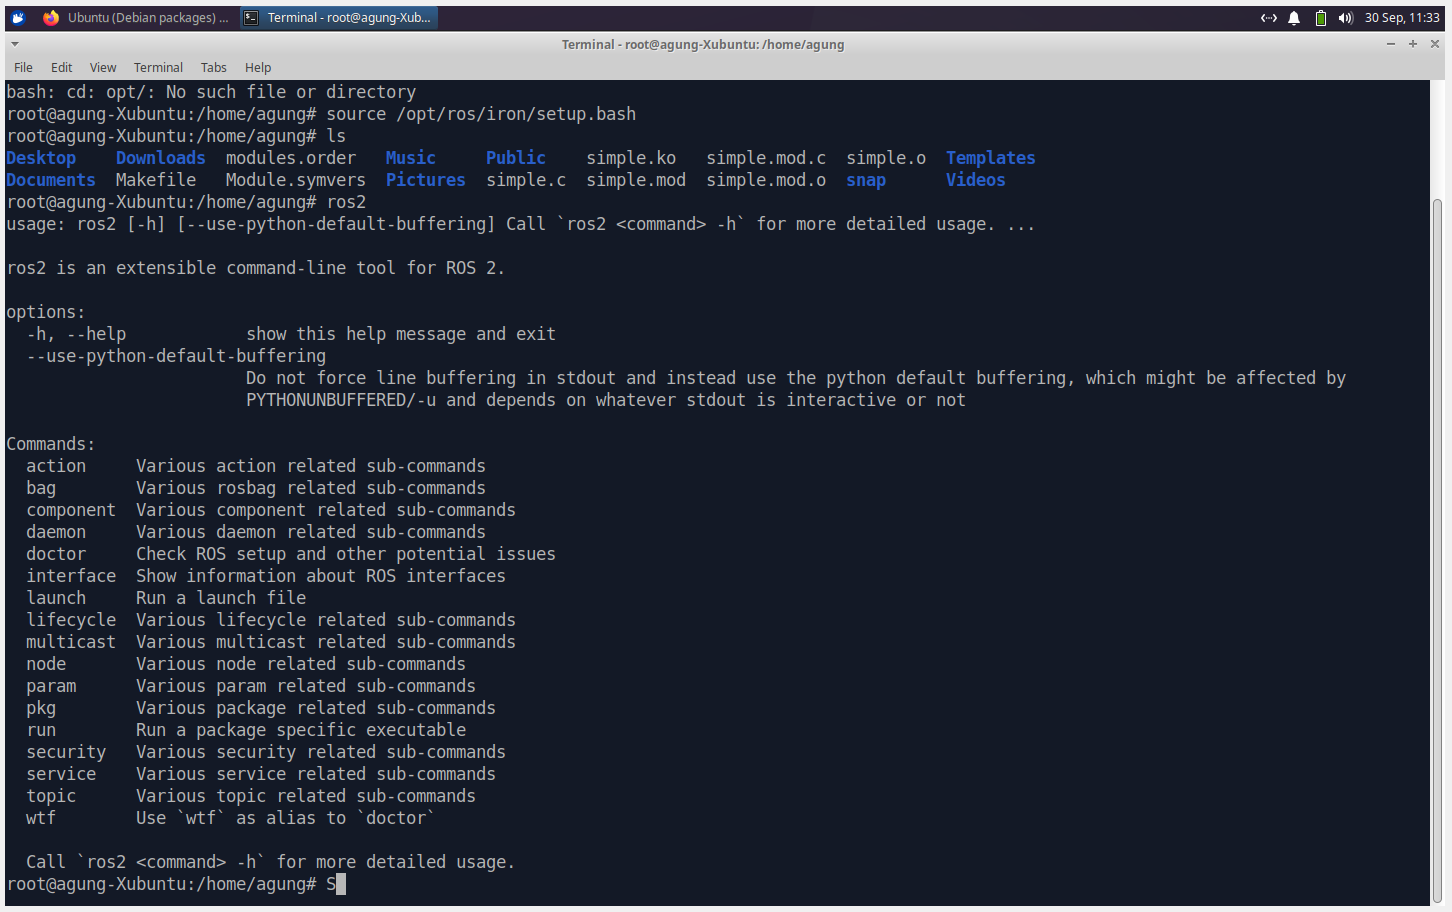 Ubuntu (Debian packages) ...
Terminal - root@agung-Xub...
30 Sep, 11:33
Terminal - root@agung-Xubuntu: /home/agung
File Edit View Terminal Tabs Help
bash: cd: opt/: No such file or directory
root@agung-Xubuntu:/home/agung# source /opt/ros/iron/setup.bash
root@agung-Xubuntu:/home/agung# ls
Desktop Downloads modules.order Music Public simple.ko simple.mod.c simple.o Templates
Documents Makefile Module.symvers Pictures simple.c simple.mod simple.mod.o snap Videos
root@agung-Xubuntu:/home/agung# ros2
usage: ros2 [-h] [--use-python-default-buffering] Call `ros2 <command> -h` for more detailed usage. ...
ros2 is an extensible command-line tool for ROS 2.
options:
-h, --help show this help message and exit
--use-python-default-buffering
Do not force line buffering in stdout and instead use the python default buffering, which might be affected by
PYTHONUNBUFFERED/-u and depends on whatever stdout is interactive or not
Commands:
action Various action related sub-commands
bag Various rosbag related sub-commands
component Various component related sub-commands
daemon Various daemon related sub-commands
doctor Check ROS setup and other potential issues
interface Show information about ROS interfaces
launch Run a launch file
lifecycle Various lifecycle related sub-commands
multicast Various multicast related sub-commands
node Various node related sub-commands
param Various param related sub-commands
pkg Various package related sub-commands
run Run a package specific executable
security Various security related sub-commands
service Various service related sub-commands
topic Various topic related sub-commands
wtf Use `wtf` as alias to `doctor`
Call `ros2 <command> -h` for more detailed usage.
root@agung-Xubuntu:/home/agung# S